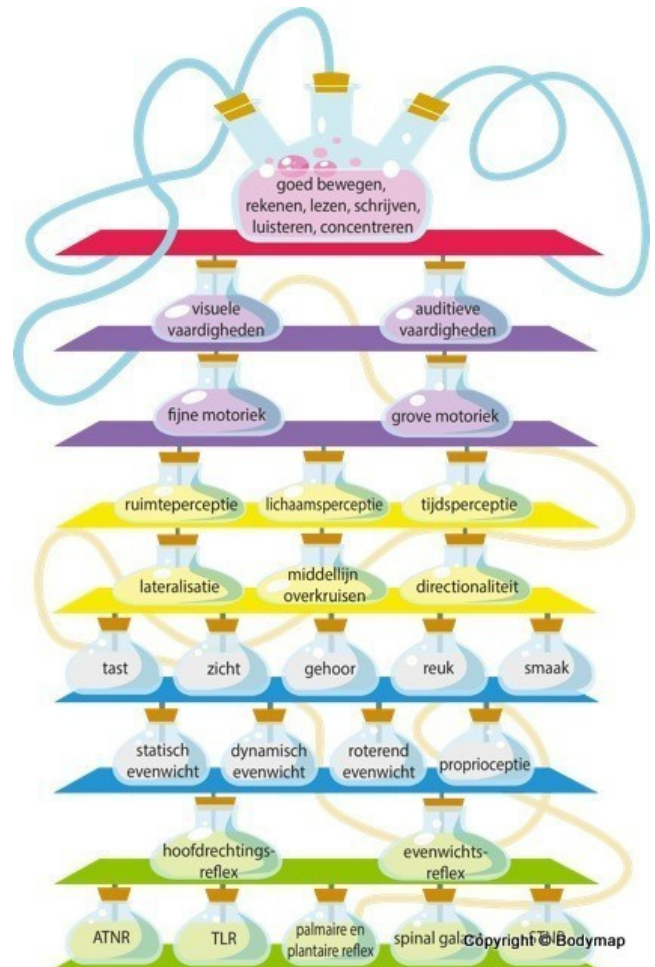 goed bewegen,
rekenen, lezen, schrijven,
luisteren, concentreren
visuele
vaardigheden
auditieve
vaardigheden
fijne motoriek
grove motoriek
ruimteperceptie
lichaamsperceptie
tijdsperceptie
lateralisatie
middellijn
overkruisen
directionaliteit
tast
zicht
gehoor
reuk
smaak
statisch
evenwicht
dynamisch
evenwicht
roterend
evenwicht
proprioceptie
hoofdrechtings-
reflex
evenwichts-
reflex
ATNR
TLR
palmaire en
plantaire reflex
spinal
Copyright © Bodymap